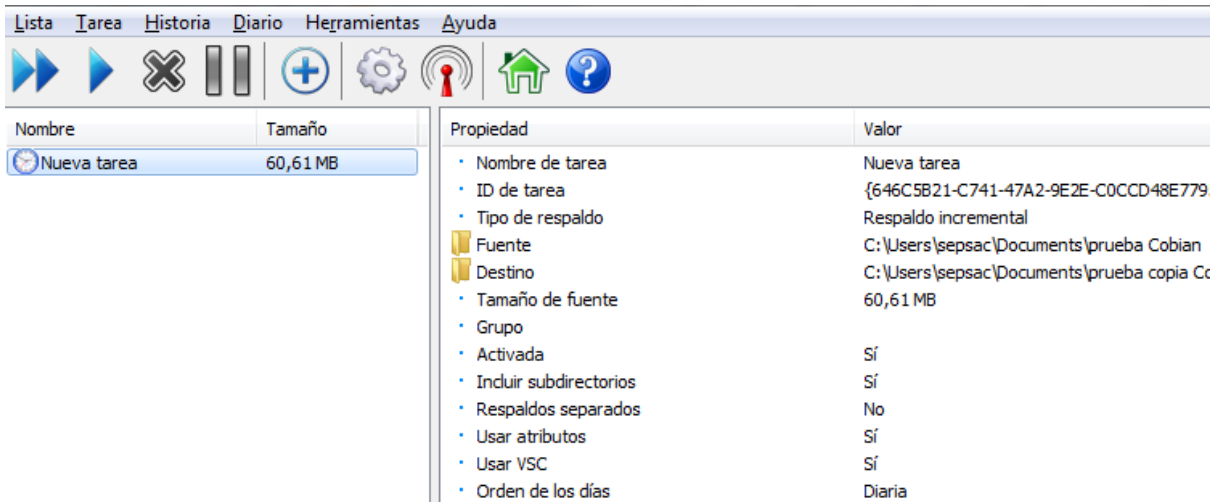 Lista Tarea Historia Diario Herramientas Ayuda
Nombre Tamaño
Nueva tarea 60,61 MB
Propiedad Valor
Nombre de tarea Nueva tarea
ID de tarea {646C5B21-C741-47A2-9E2E-C0CCD48E779
Tipo de respaldo Respaldo incremental
Fuente C:\Users\sepsac\Documents\prueba Cobian
Destino C:\Users\sepsac\Documents\prueba copia Co
Tamaño de fuente 60,61 MB
Grupo
Activada Sí
Incluir subdirectorios Sí
Respaldos separados No
Usar atributos Sí
Usar VSC Sí
Orden de los días Diaria